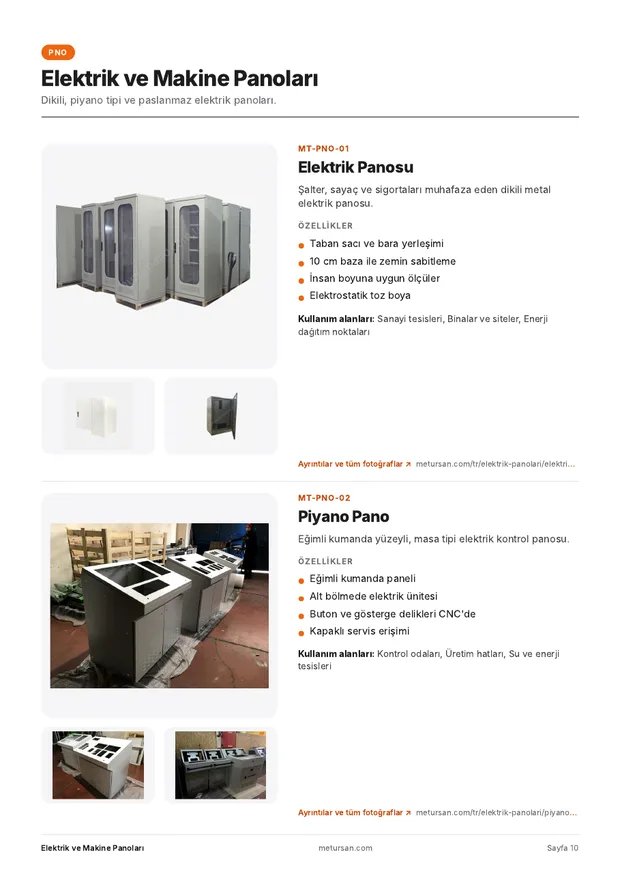 PNO
Elektrik ve Makine Panoları
Dikili, piyano tipi ve paslanmaz elektrik panoları.
MT-PNO-01
Elektrik Panosu
Şalter, sayaç ve sigortaları muhafaza eden dikili metal
elektrik panosu.
ÖZELLİKLER
Taban sacı ve bara yerleşimi
10 cm baza ile zemin sabitleme
İnsan boyuna uygun ölçüler
Elektrostatik toz boya
Kullanım alanları: Sanayi tesisleri, Binalar ve siteler, Enerji
dağıtım noktaları
Ayrıntılar ve tüm fotoğraflar ↗ metursan.com/tr/elektrik-panolari/elektri…
MT-PNO-02
Piyano Pano
Eğimli kumanda yüzeyli, masa tipi elektrik kontrol panosu.
ÖZELLİKLER
Eğimli kumanda paneli
Alt bölmede elektrik ünitesi
Buton ve gösterge delikleri CNC'de
Kapaklı servis erişimi
Kullanım alanları: Kontrol odaları, Üretim hatları, Su ve enerji
tesisleri
Ayrıntılar ve tüm fotoğraflar ↗ metursan.com/tr/elektrik-panolari/piyano…
Elektrik ve Makine Panoları
metursan.com
Sayfa 10